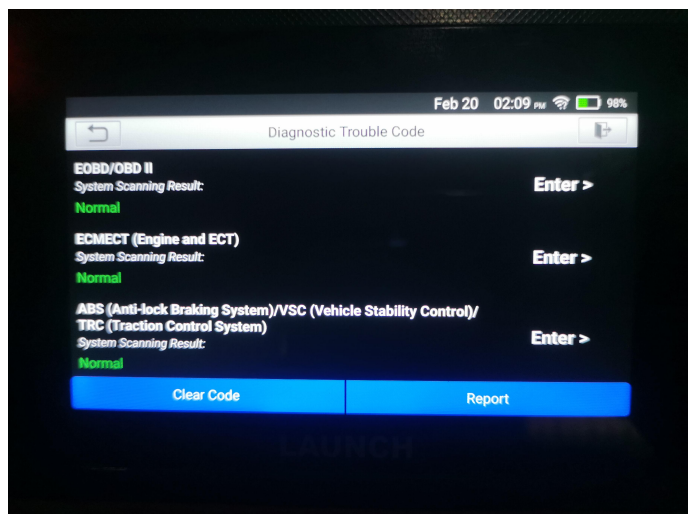 Feb 20 02:09 PM 98%
Diagnostic Trouble Code
EOBD/OBD II
System Scanning Result:
Enter >
Normal
ECMECT (Engine and ECT)
System Scanning Result:
Enter >
Normal
ABS (Anti-lock Braking System)/VSC (Vehicle Stability Control)/
TRC (Traction Control System)
System Scanning Result:
Enter >
Normal
Clear Code Report
LAUNCH